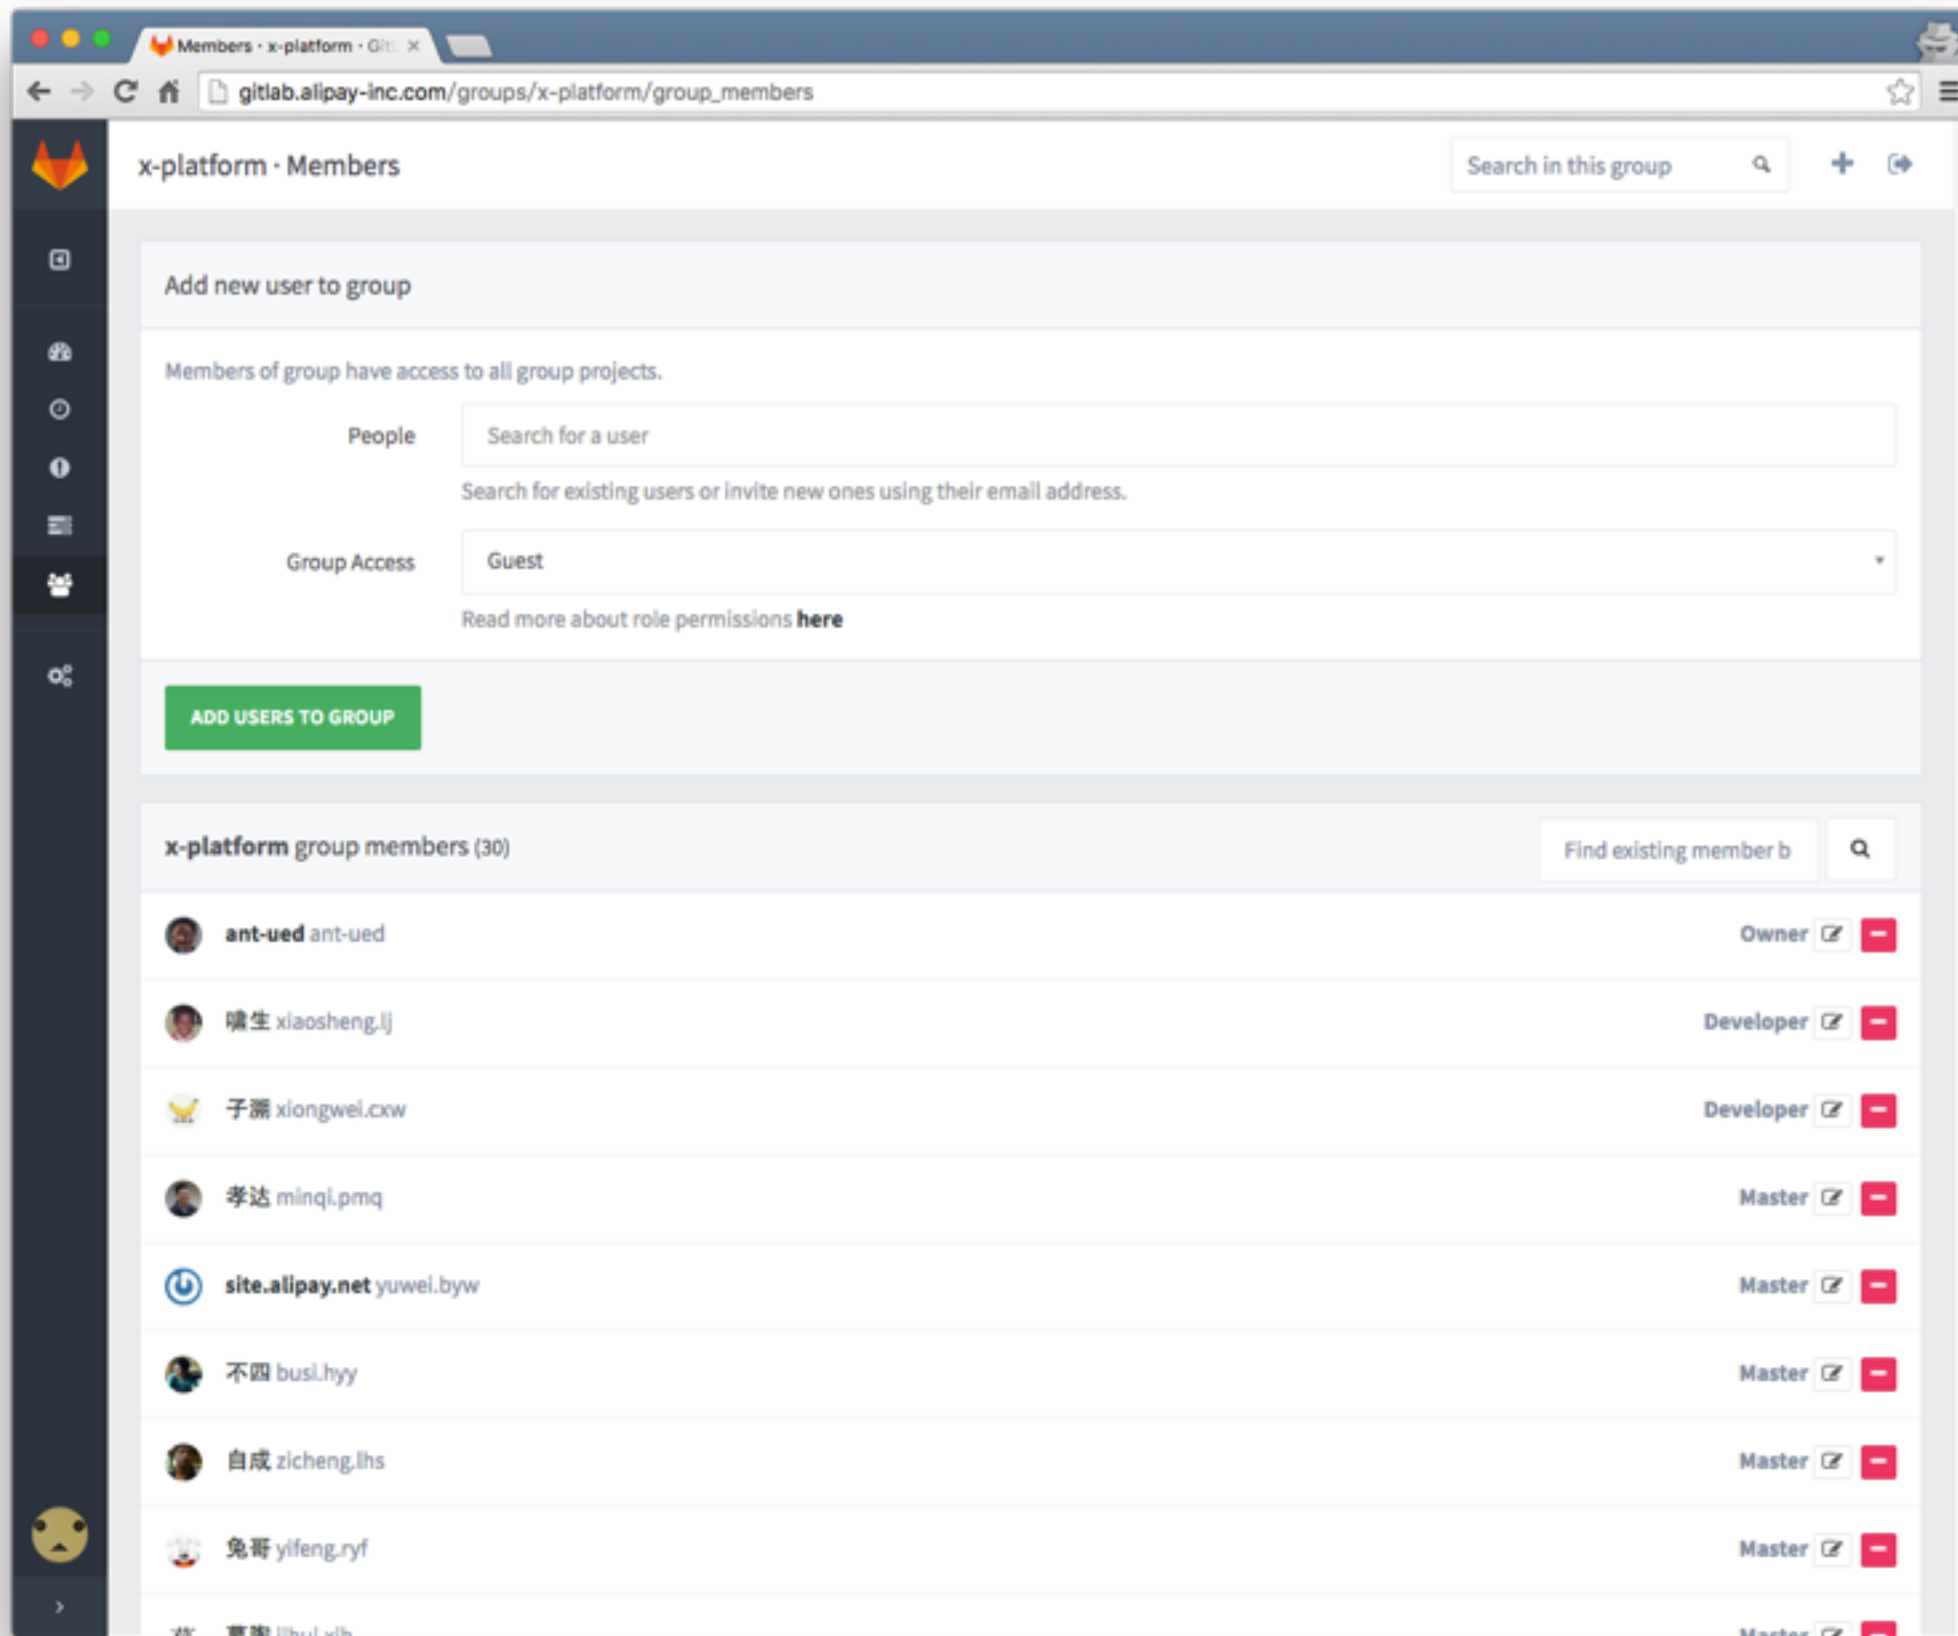 Members · x-platform · Git
gitlab.alipay-inc.com/groups/x-platform/group_members
x-platform · Members
Search in this group
Add new user to group
Members of group have access to all group projects.
People
Search for a user
Search for existing users or invite new ones using their email address.
Group Access
Guest
Read more about role permissions here
ADD USERS TO GROUP
x-platform group members (30)
Find existing member b
ant-ued ant-ued
Owner
啸生 xiaosheng.lj
Developer
子溯 xiongwei.cxw
Developer
孝达 minqi.pmq
Master
site.alipay.net yuwei.byw
Master
不四 busi.hyy
Master
自成 zicheng.lhs
Master
兔哥 yifeng.ryf
Master
Master